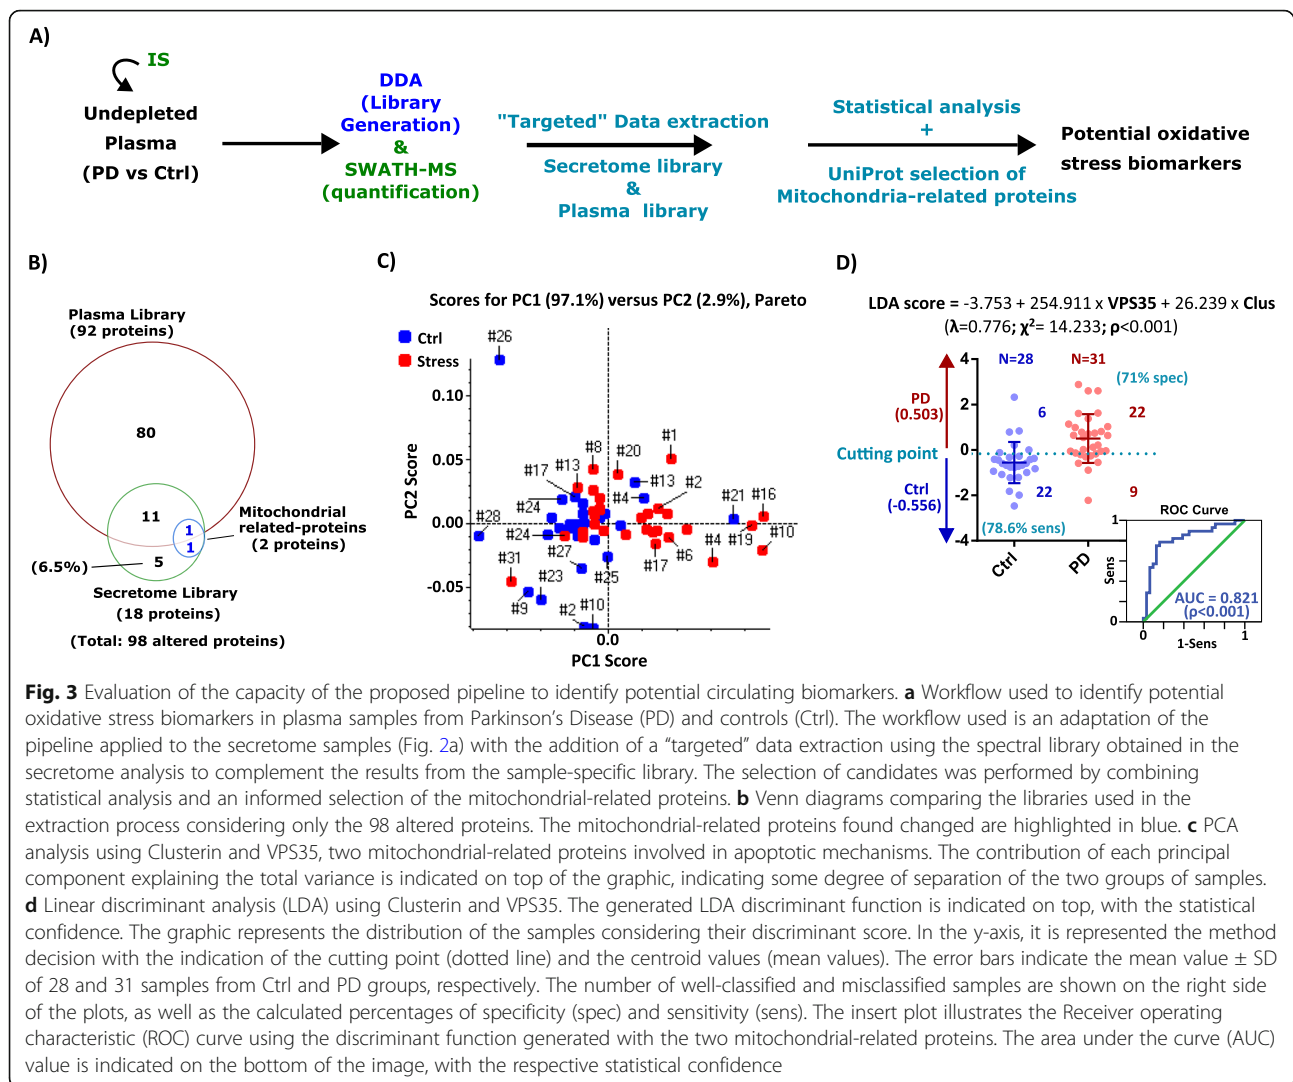 A)
IS
Undepleted
Plasma
(PD vs Ctrl)
DDA
(Library
Generation)
&
SWATH-MS
(quantification)
"Targeted" Data extraction
Secretome library
&
Plasma library
Statistical analysis
+
UniProt selection of
Mitochondria-related proteins
Potential oxidative
stress biomarkers
B)
Plasma Library
(92 proteins)
80
11
1
1
5
(6.5%)
Mitochondrial
related-proteins
(2 proteins)
Secretome Library
(18 proteins)
(Total: 98 altered proteins)
C)
Scores for PC1 (97.1%) versus PC2 (2.9%), Pareto
Ctrl
Stress
#26
0.10
0.05
0.00
-0.05
PC2 Score
#8
#20
#1
#17
#13
#13
#2
#4
#24
#21
#16
#28
#24
#19
#10
#31
#27
#17
#6
#4
#9
#23
#25
#2
#10
0.0
PC1 Score
D)
LDA score = -3.753 + 254.911 x VPS35 + 26.239 x Clus
(λ=0.776; χ²= 14.233; ρ<0.001)
4
2
0
-2
-4
N=28
N=31
(71% spec)
PD
(0.503)
6
22
Cutting point
Ctrl
(-0.556)
22
9
(78.6% sens)
Ctrl
PD
ROC Curve
1
Sens
0
AUC = 0.821
(ρ<0.001)
0
1
1-Sens
Fig. 3 Evaluation of the capacity of the proposed pipeline to identify potential circulating biomarkers. a Workflow used to identify potential
oxidative stress biomarkers in plasma samples from Parkinson's Disease (PD) and controls (Ctrl). The workflow used is an adaptation of the
pipeline applied to the secretome samples (Fig. 2a) with the addition of a "targeted" data extraction using the spectral library obtained in the
secretome analysis to complement the results from the sample-specific library. The selection of candidates was performed by combining
statistical analysis and an informed selection of the mitochondrial-related proteins. b Venn diagrams comparing the libraries used in the
extraction process considering only the 98 altered proteins. The mitochondrial-related proteins found changed are highlighted in blue. c PCA
analysis using Clusterin and VPS35, two mitochondrial-related proteins involved in apoptotic mechanisms. The contribution of each principal
component explaining the total variance is indicated on top of the graphic, indicating some degree of separation of the two groups of samples.
d Linear discriminant analysis (LDA) using Clusterin and VPS35. The generated LDA discriminant function is indicated on top, with the statistical
confidence. The graphic represents the distribution of the samples considering their discriminant score. In the y-axis, it is represented the method
decision with the indication of the cutting point (dotted line) and the centroid values (mean values). The error bars indicate the mean value ± SD
of 28 and 31 samples from Ctrl and PD groups, respectively. The number of well-classified and misclassified samples are shown on the right side
of the plots, as well as the calculated percentages of specificity (spec) and sensitivity (sens). The insert plot illustrates the Receiver operating
characteristic (ROC) curve using the discriminant function generated with the two mitochondrial-related proteins. The area under the curve (AUC)
value is indicated on the bottom of the image, with the respective statistical confidence